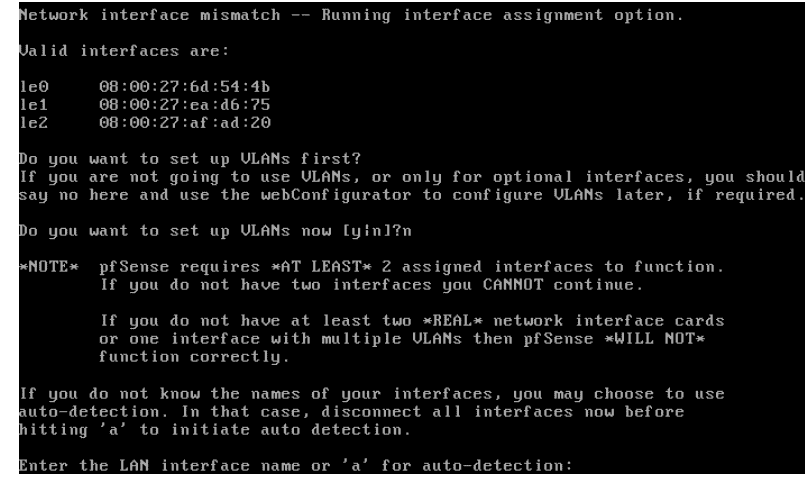 Network interface mismatch -- Running interface assignment option.
Valid interfaces are:
le0 08:00:27:6d:54:4b
le1 08:00:27:ea:d6:75
le2 08:00:27:af:ad:20
Do you want to set up VLANs first?
If you are not going to use VLANs, or only for optional interfaces, you should
say no here and use the webConfigurator to configure VLANs later, if required.
Do you want to set up VLANs now [y|n]?n
*NOTE* pfSense requires *AT LEAST* 2 assigned interfaces to function.
If you do not have two interfaces you CANNOT continue.
If you do not have at least two *REAL* network interface cards
or one interface with multiple VLANs then pfSense *WILL NOT*
function correctly.
If you do not know the names of your interfaces, you may choose to use
auto-detection. In that case, disconnect all interfaces now before
hitting 'a' to initiate auto detection.
Enter the LAN interface name or 'a' for auto-detection: